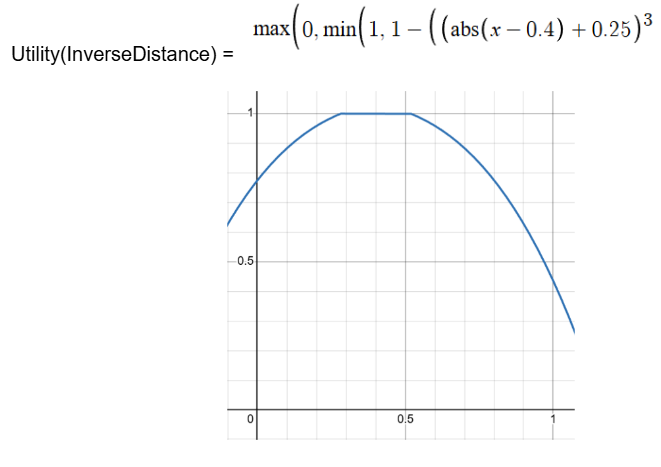 max(0, min(1, 1 − ((abs(x − 0.4) + 0.25)³
Utility(InverseDistance) =
1
0.5
0
0.5
1